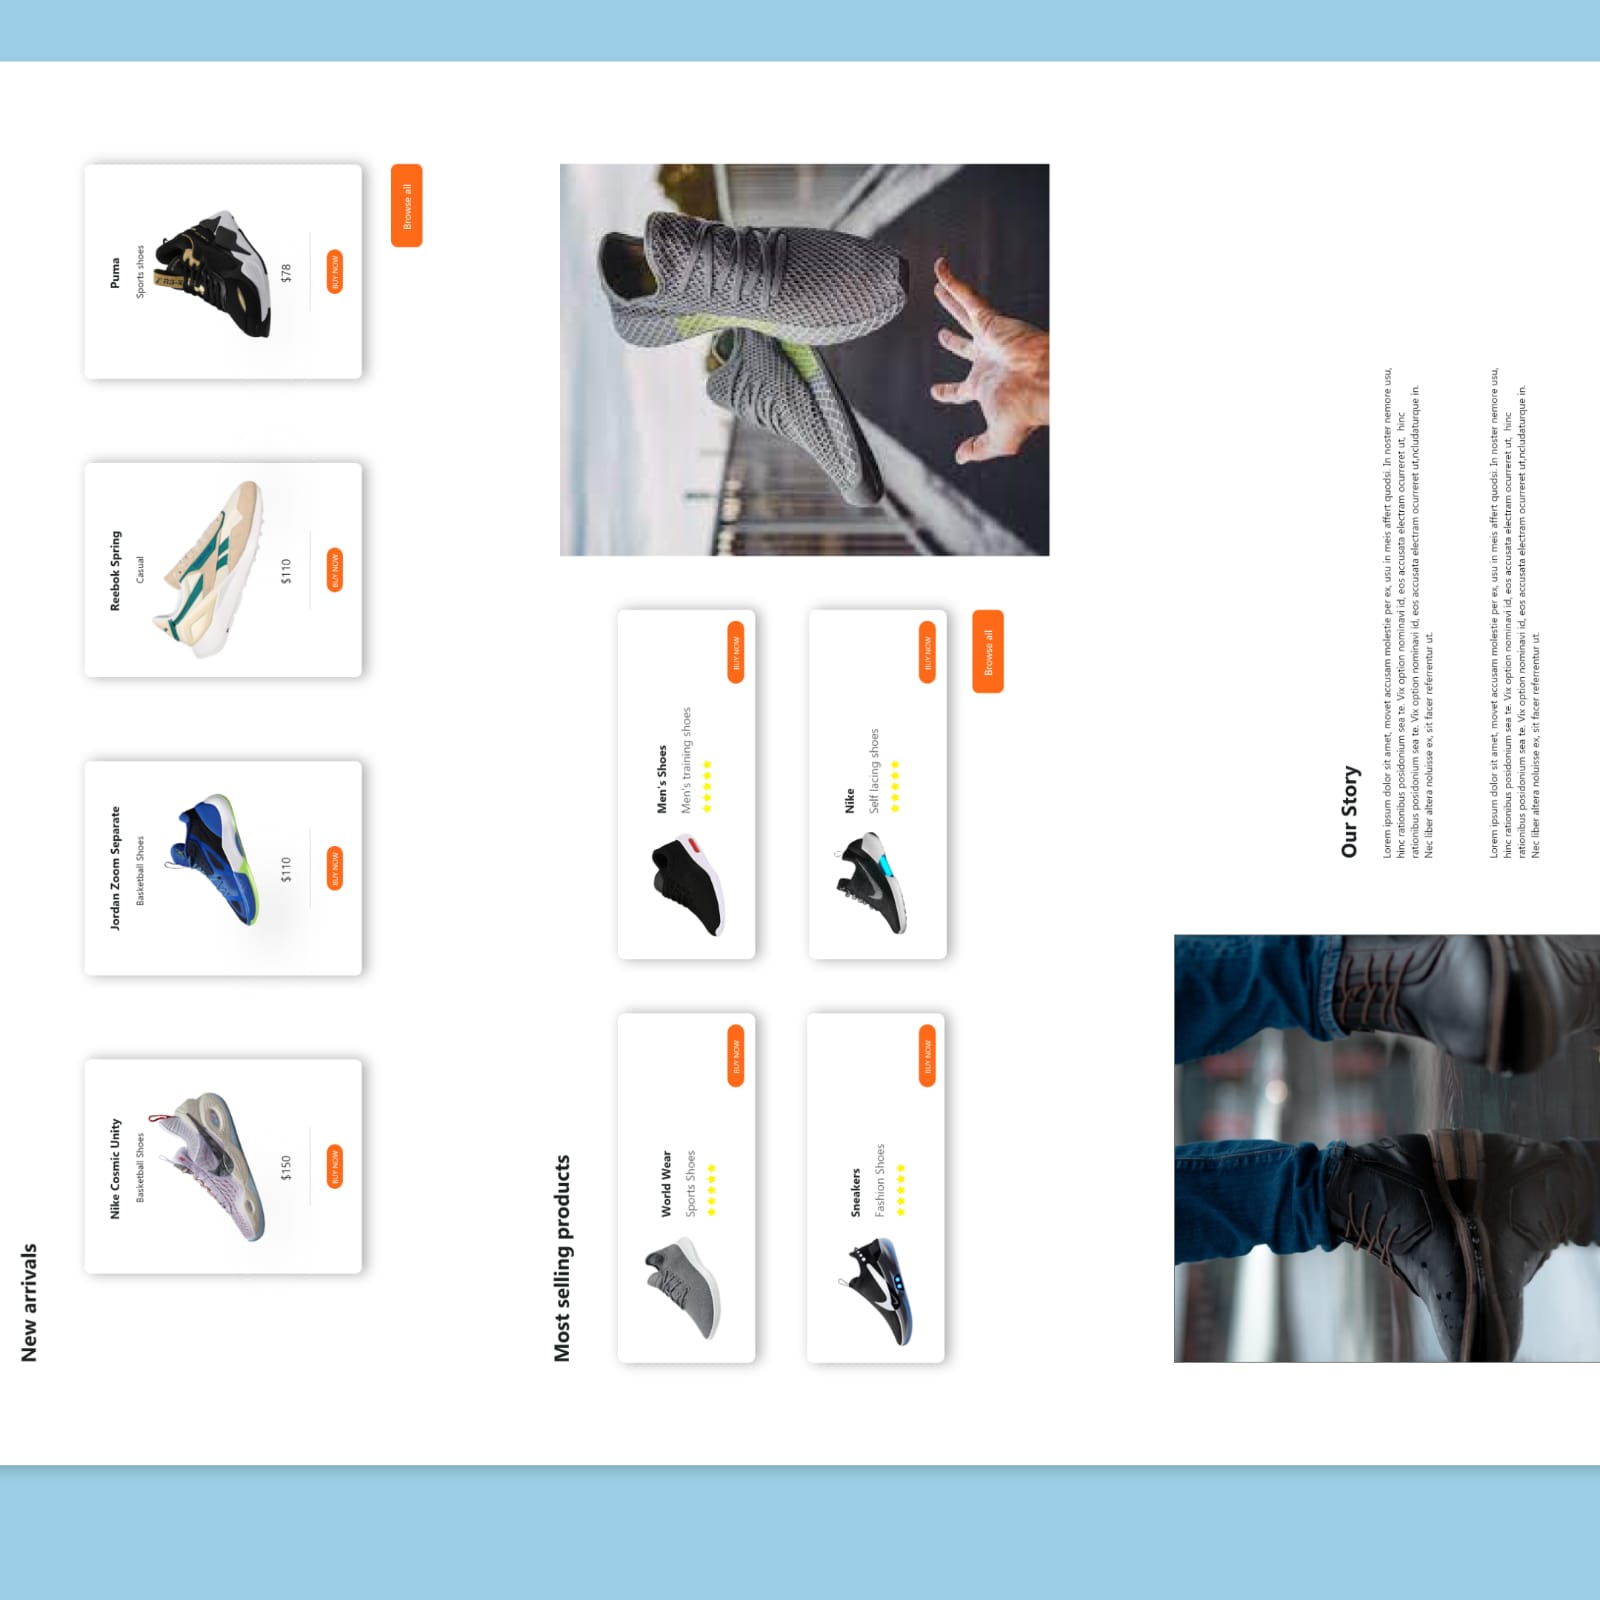 New arrivals
Nike Cosmic Unity
Basketball Shoes
$150
BUY NOW
Jordan Zoom Separate
Basketball Shoes
$110
BUY NOW
Reebok Spring
Casual
$110
BUY NOW
Puma
Sports shoes
$78
BUY NOW
Browse all
Most selling products
World Wear
Sports Shoes
BUY NOW
Men's Shoes
Men's training shoes
BUY NOW
Sneakers
Fashion Shoes
BUY NOW
Nike
Self lacing shoes
BUY NOW
Browse all
Our Story
Lorem ipsum dolor sit amet, movet accusam molestie per ex, usu in meis affert quodsi. In noster nemore usu,
hinc rationibus posidonium sea te. Vix option nominavi id, eos accusata electram ocurreret ut,  hinc
rationibus posidonium sea te. Vix option nominavi id, eos accusata electram ocurreret ut,ncludaturque in.
Nec liber altera noluisse ex, sit facer referrentur ut.
Lorem ipsum dolor sit amet, movet accusam molestie per ex, usu in meis affert quodsi. In noster nemore usu,
hinc rationibus posidonium sea te. Vix option nominavi id, eos accusata electram ocurreret ut,  hinc
rationibus posidonium sea te. Vix option nominavi id, eos accusata electram ocurreret ut,ncludaturque in.
Nec liber altera noluisse ex, sit facer referrentur ut.